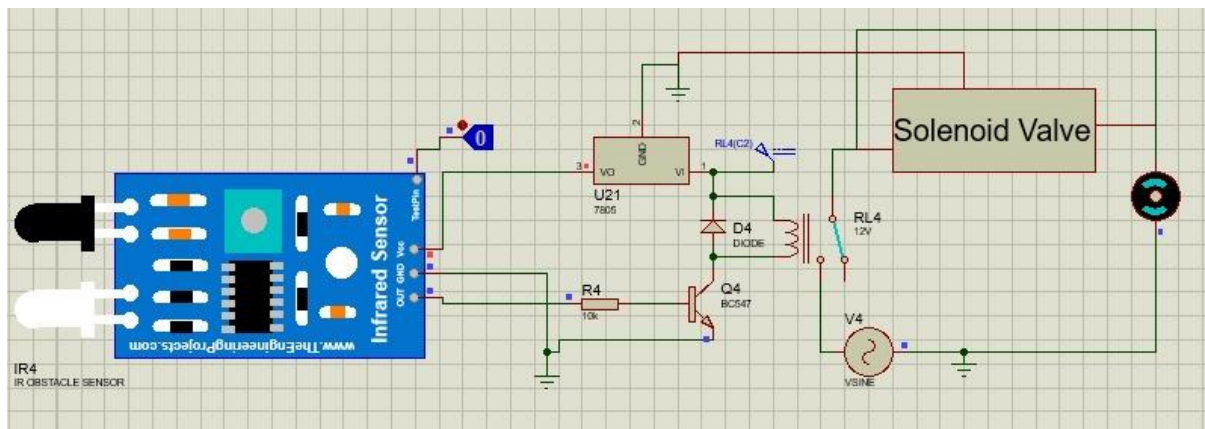 0
RL4(C2)
Solenoid Valve
2
GND
3
VO
VI
1
U21
7805
TestPin
Infrared Sensor
Vcc
GND
OUT
www.TheEngineeringProjects.com
D4
DIODE
RL4
12V
R4
10k
Q4
BC547
V4
VSINE
IR4
IR OBSTACLE SENSOR